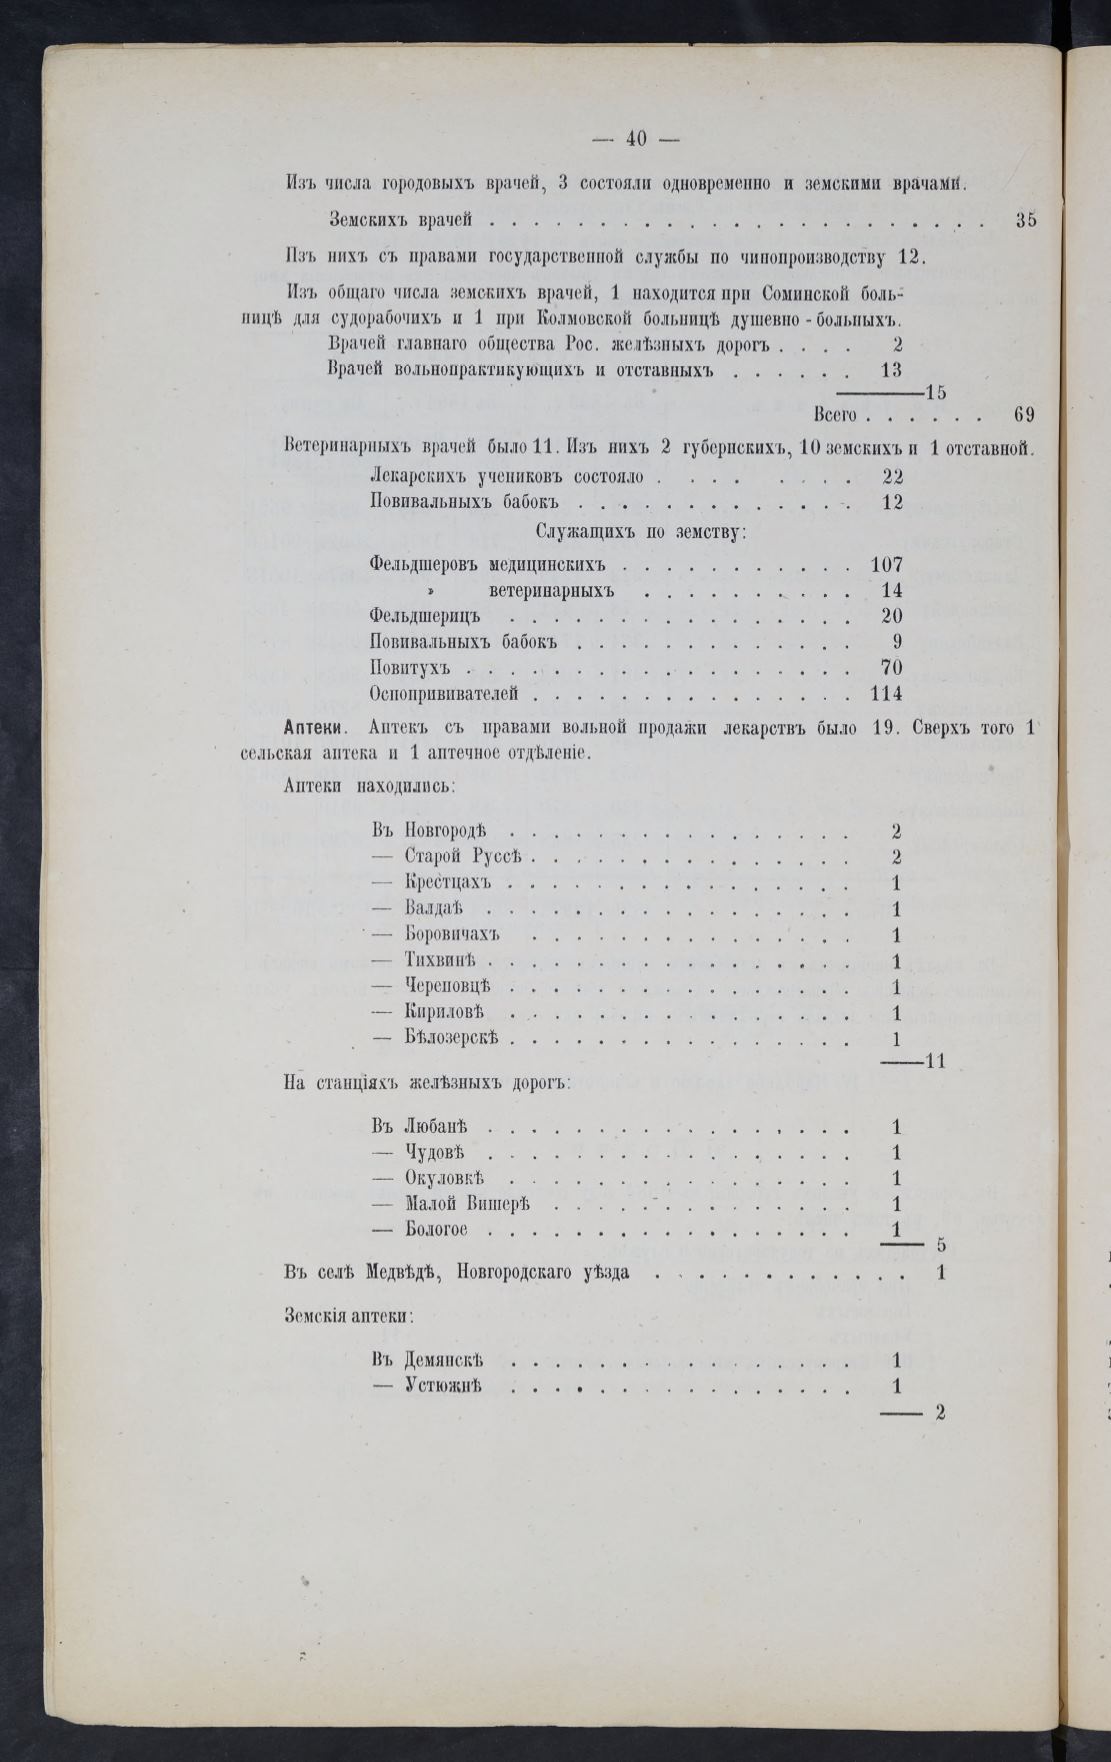 — 40 —
Изъ числа городовыхъ врачей, 3 состояли одновременно и земскими врачами.
Земскихъ врачей . . . . . . . . . . . . . . . . . . . . . . . 35
Изъ нихъ съ правами государственной службы по чинопроизводству 12.
Изъ общаго числа земскихъ врачей, 1 находится при Соминской боль-
ницѣ для судорабочихъ и 1 при Колмовской больницѣ душевно - больныхъ.
Врачей главнаго общества Рос. желѣзныхъ дорогъ . . . . 2
Врачей вольнопрактикующихъ и отставныхъ . . . . . . 13
——15
Всего . . . . . . 69
Ветеринарныхъ врачей было 11. Изъ нихъ 2 губернскихъ, 10 земскихъ и 1 отставной.
Лекарскихъ учениковъ состояло . . . . . . . . 22
Повивальныхъ бабокъ . . . . . . . . . . . . . 12
Служащихъ по земству:
Фельдшеровъ медицинскихъ . . . . . . . . . . . 107
» ветеринарныхъ . . . . . . . . . . 14
Фельдшерицъ . . . . . . . . . . . . . . . . 20
Повивальныхъ бабокъ . . . . . . . . . . . . . 9
Повитухъ . . . . . . . . . . . . . . . . . . 70
Оспопрививателей . . . . . . . . . . . . . . . 114
Аптеки. Аптекъ съ правами вольной продажи лекарствъ было 19. Сверхъ того 1
сельская аптека и 1 аптечное отдѣленіе.
Аптеки находились:
Въ Новгородѣ . . . . . . . . . . . . . . . . 2
— Старой Руссѣ . . . . . . . . . . . . . . . 2
— Крестцахъ . . . . . . . . . . . . . . . . 1
— Валдаѣ . . . . . . . . . . . . . . . . . 1
— Боровичахъ . . . . . . . . . . . . . . . 1
— Тихвинѣ . . . . . . . . . . . . . . . . . 1
— Череповцѣ . . . . . . . . . . . . . . . . 1
— Кириловѣ . . . . . . . . . . . . . . . . 1
— Бѣлозерскѣ . . . . . . . . . . . . . . . . 1
——11
На станціяхъ желѣзныхъ дорогъ:
Въ Любанѣ . . . . . . . . . . . . . . . . . 1
— Чудовѣ . . . . . . . . . . . . . . . . . 1
— Окуловкѣ . . . . . . . . . . . . . . . . 1
— Малой Вишерѣ . . . . . . . . . . . . . . 1
— Бологое . . . . . . . . . . . . . . . . . 1
—— 5
Въ селѣ Медвѣдѣ, Новгородскаго уѣзда . . . . . . . . . . . . 1
Земскія аптеки:
Въ Демянскѣ . . . . . . . . . . . . . . . . 1
— Устюжнѣ . . . . . . . . . . . . . . . . 1
—— 2